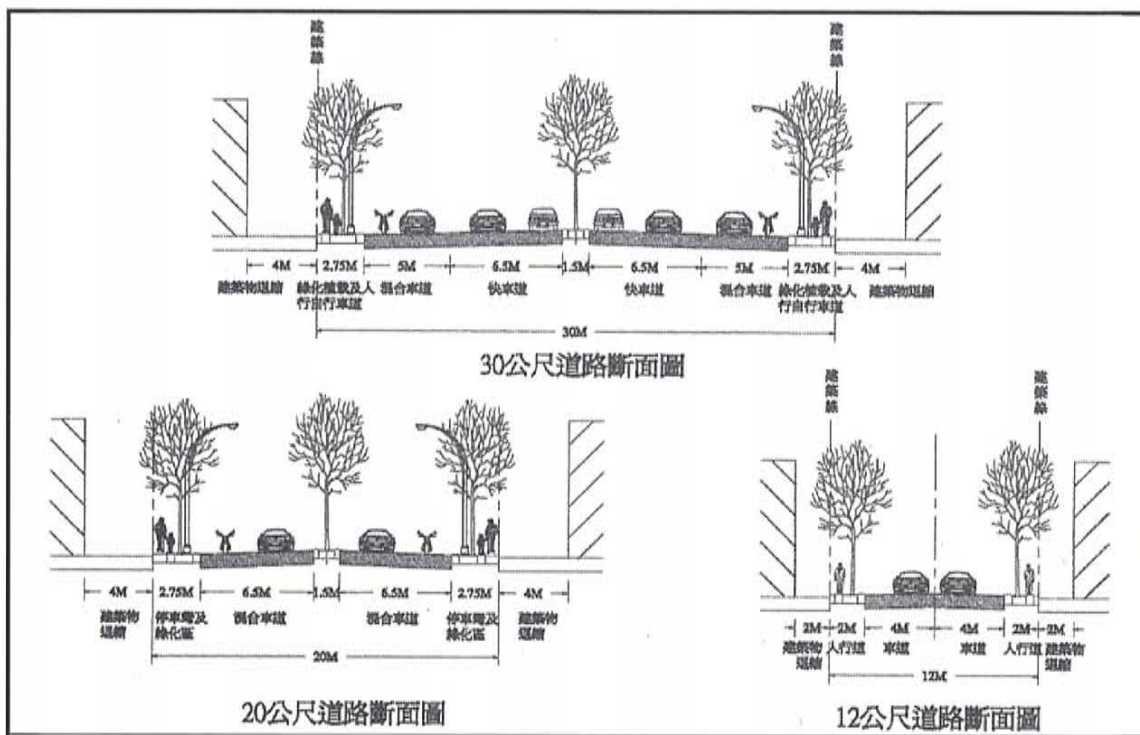 建築線
建築線
4M 2.75M 5M 6.5M 1.5M 6.5M 5M 2.75M 4M
建築物退縮 綠化植栽及人 混合車道 快車道 快車道 混合車道 綠化植栽及人 建築物退縮
行自行車道 行自行車道
30M
30公尺道路斷面圖
4M 2.75M 6.5M 1.5M 6.5M 2.75M 4M
建築物 停車彎及 混合車道 混合車道 停車彎及 建築物
退縮 綠化區 綠化區 退縮
20M
20公尺道路斷面圖
建築線
建築線
2M 2M 4M 4M 2M 2M
建築物 人行道 車道 車道 人行道 建築物
退縮 退縮
12M
12公尺道路斷面圖